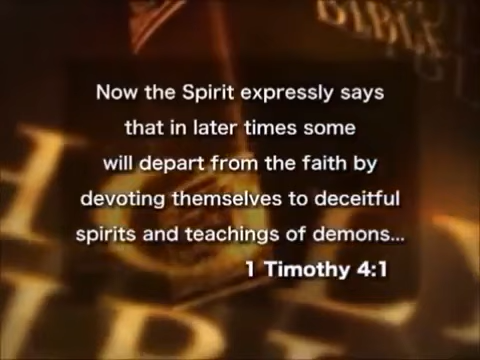 BIBLE
Now the Spirit expressly says
that in later times some
will depart from the faith by
devoting themselves to deceitful
spirits and teachings of demons...
1 Timothy 4:1